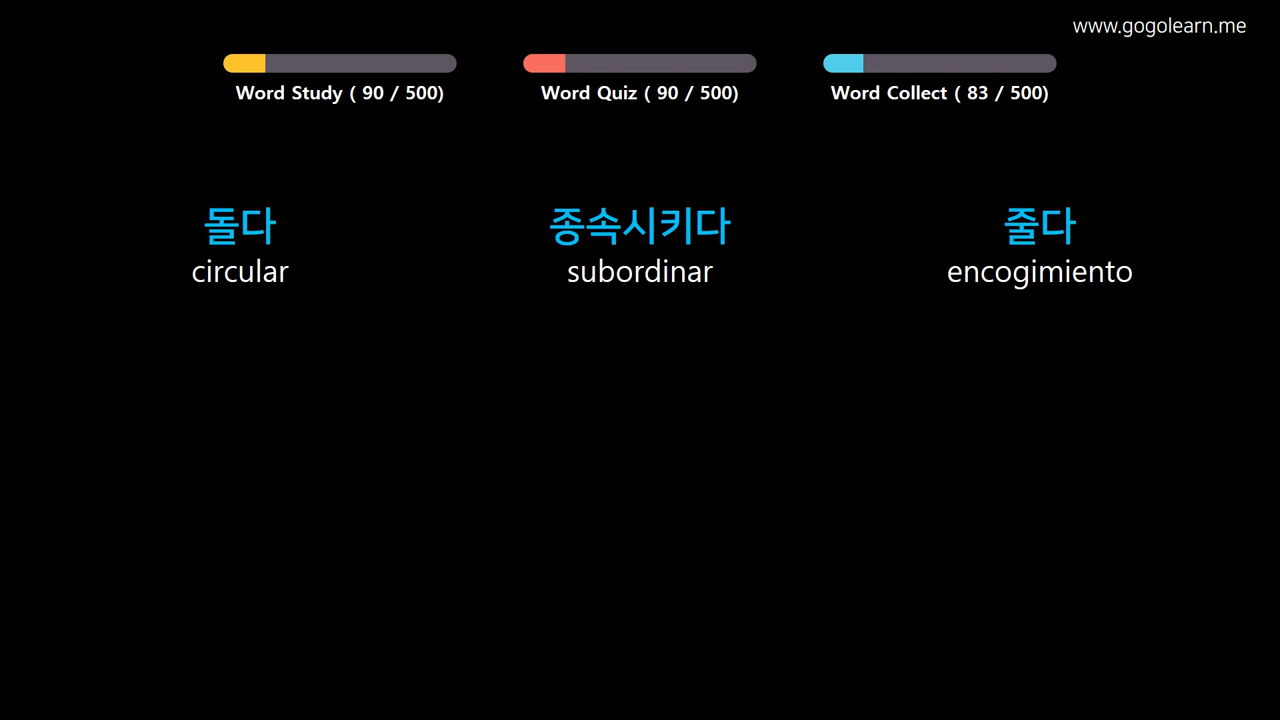 www.gogolearn.me
Word Study ( 90 / 500)
Word Quiz ( 90 / 500)
Word Collect ( 83 / 500)
돌다
circular
종속시키다
subordinar
줄다
encogimiento